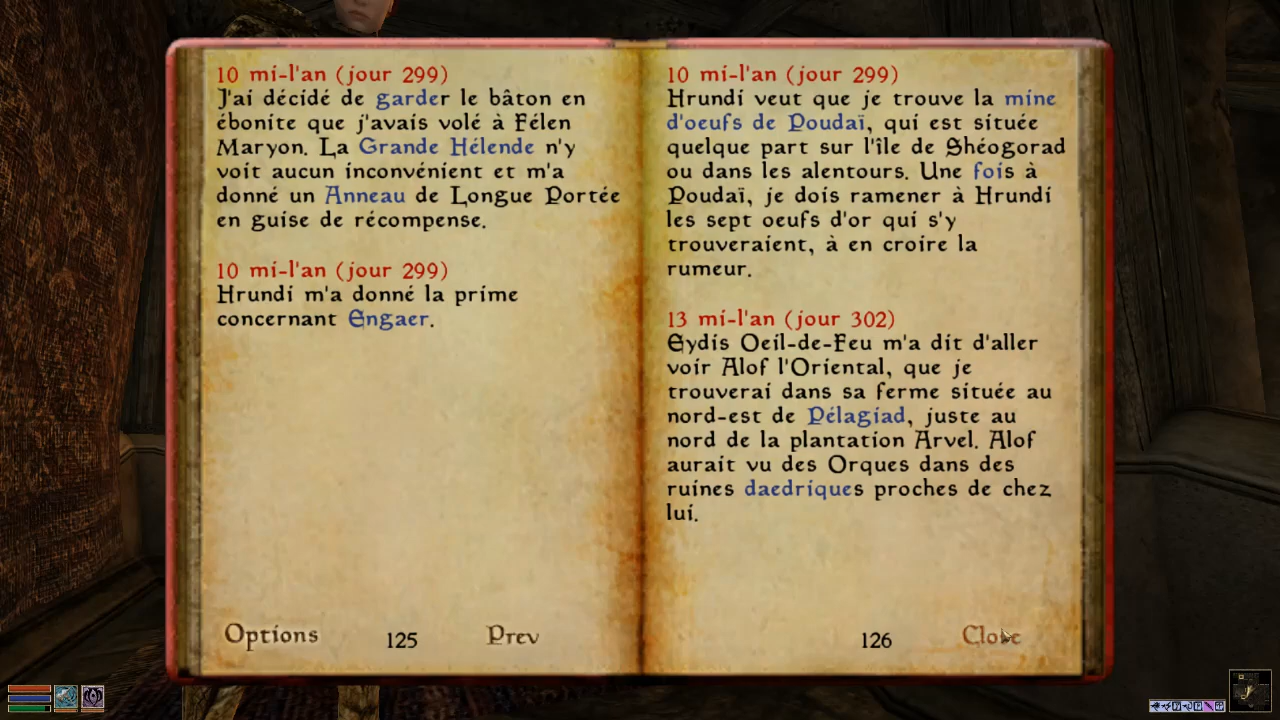 10 mi-l'an (jour 299)
J'ai décidé de garder le bâton en
ébonite que j'avais volé à Félen
Maryon. La Grande Hélende n'y
voit aucun inconvénient et m'a
donné un Anneau de Longue Portée
en guise de récompense.
10 mi-l'an (jour 299)
Hrundi m'a donné la prime
concernant Engaer.
Options
125
Prev
10 mi-l'an (jour 299)
Hrundi veut que je trouve la mine
d'oeufs de Poudaï, qui est située
quelque part sur l'île de Shéogorad
ou dans les alentours. Une fois à
Poudaï, je dois ramener à Hrundi
les sept oeufs d'or qui s'y
trouveraient, à en croire la
rumeur.
13 mi-l'an (jour 302)
Eydis Oeil-de-Feu m'a dit d'aller
voir Alof l'Oriental, que je
trouverai dans sa ferme située au
nord-est de Pélagiad, juste au
nord de la plantation Arvel. Alof
aurait vu des Orques dans des
ruines daedriques proches de chez
lui.
126
Close